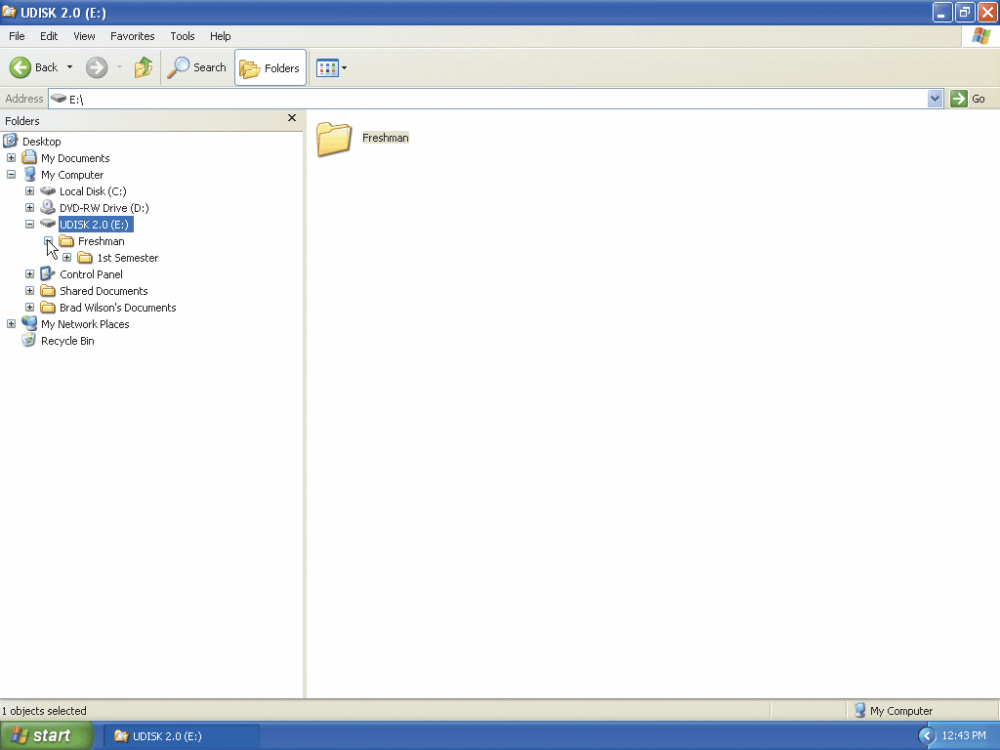 UDISK 2.0 (E:)
File Edit View Favorites Tools Help
Back Search Folders
Address E:\ Go
Folders
Desktop
My Documents
My Computer
Local Disk (C:)
DVD-RW Drive (D:)
UDISK 2.0 (E:)
Freshman
1st Semester
Control Panel
Shared Documents
Brad Wilson's Documents
My Network Places
Recycle Bin
Freshman
1 objects selected My Computer
start UDISK 2.0 (E:) 12:43 PM